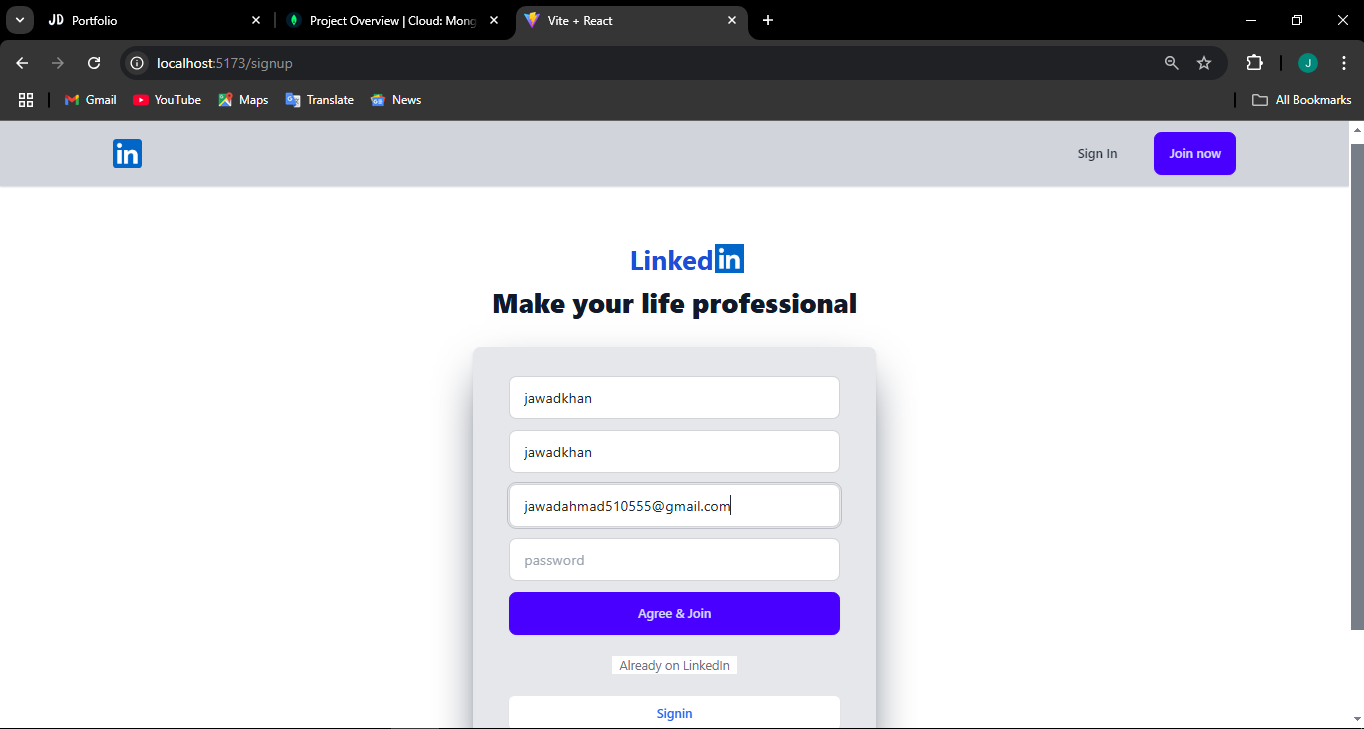 JD Portfolio
Project Overview | Cloud: Mong
Vite + React
localhost:5173/signup
J
Gmail YouTube Maps Translate News All Bookmarks
in Sign In Join now
Linkedin
Make your life professional
jawadkhan
jawadkhan
jawadahmad510555@gmail.com
password
Agree & Join
Already on LinkedIn
Signin